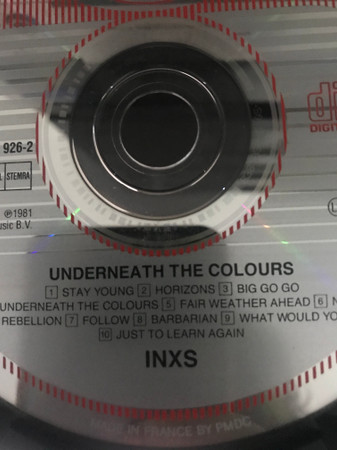 926-2
STEMRA
℗1981
sic B.V.
DIGIT
UNDERNEATH THE COLOURS
1 STAY YOUNG 2 HORIZONS 3 BIG GO GO
UNDERNEATH THE COLOURS 5 FAIR WEATHER AHEAD 6 N
REBELLION 7 FOLLOW 8 BARBARIAN 9 WHAT WOULD YO
10 JUST TO LEARN AGAIN
INXS
MADE IN FRANCE BY PMDC